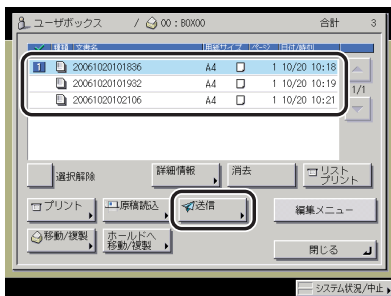 ユーザボックス / 00：BOX00 合計 3
種類 文書名 用紙サイズ ページ 日付/時刻
1 20061020101836 A4 1 10/20 10:18
20061020101932 A4 1 10/20 10:19
20061020102106 A4 1 10/20 10:21
1/1
選択解除 詳細情報 消去 リストプリント
プリント 原稿読込 送信 編集メニュー
移動/複製 ホールドへ移動/複製 閉じる
システム状況/中止